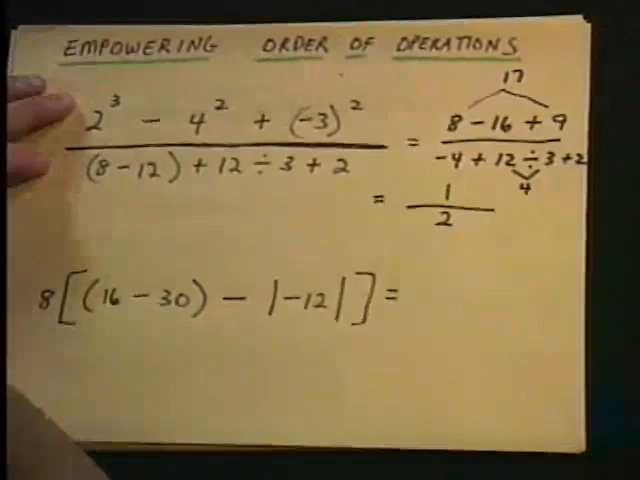 EMPOWERING ORDER OF OPERATIONS
17
2³ - 4² + (-3)² = 8 - 16 + 9
(8 - 12) + 12 ÷ 3 + 2 -4 + 12 ÷ 3 + 2
4
= 1
2
8[(16 - 30) - |-12|] =